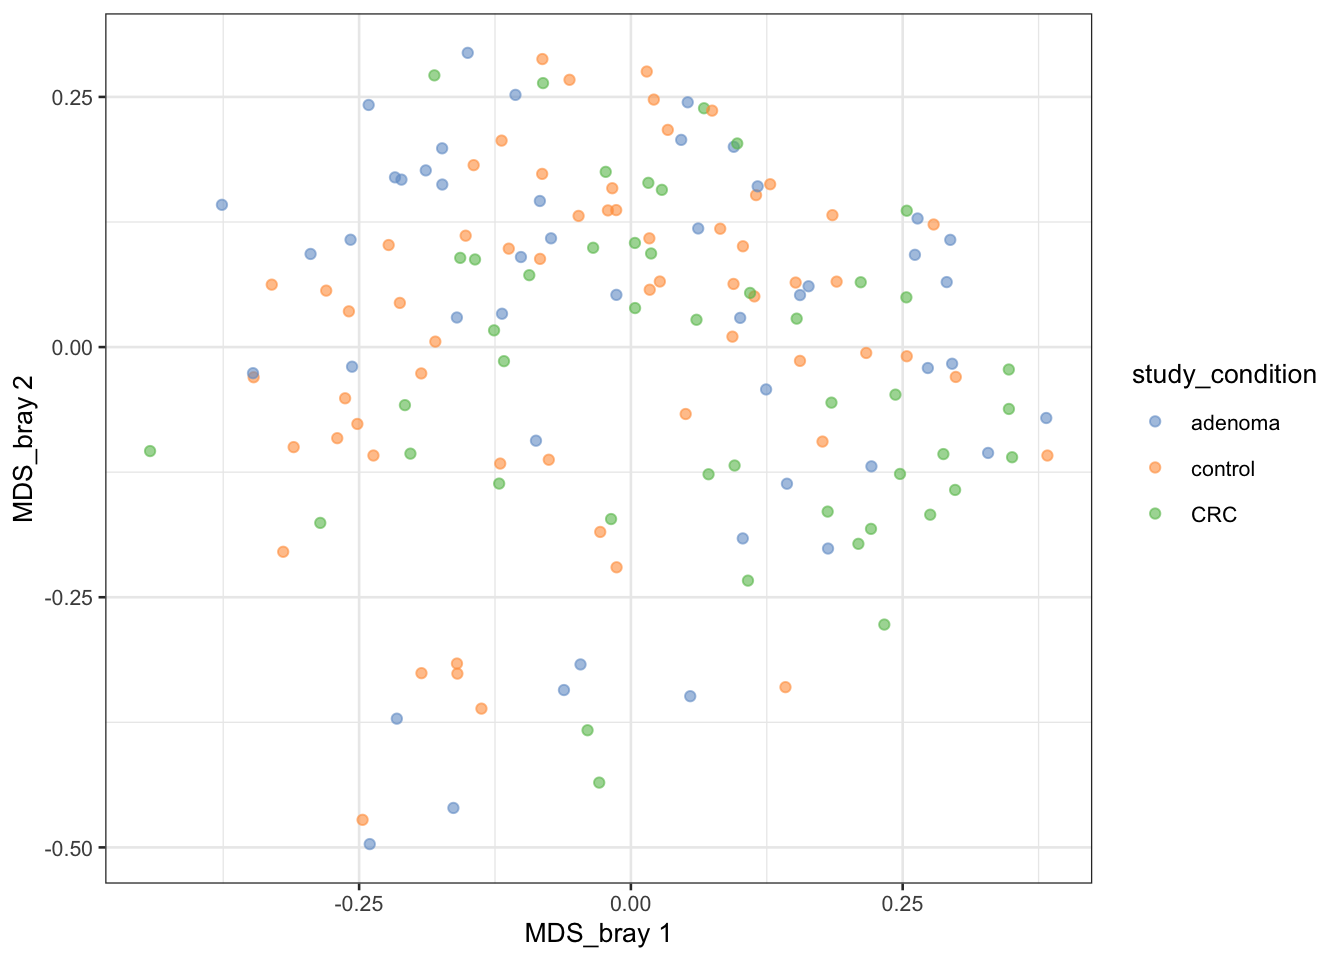 0.25
0.00
-0.25
-0.50
MDS_bray 2
-0.25
0.00
0.25
MDS_bray 1
study_condition
adenoma
control
CRC